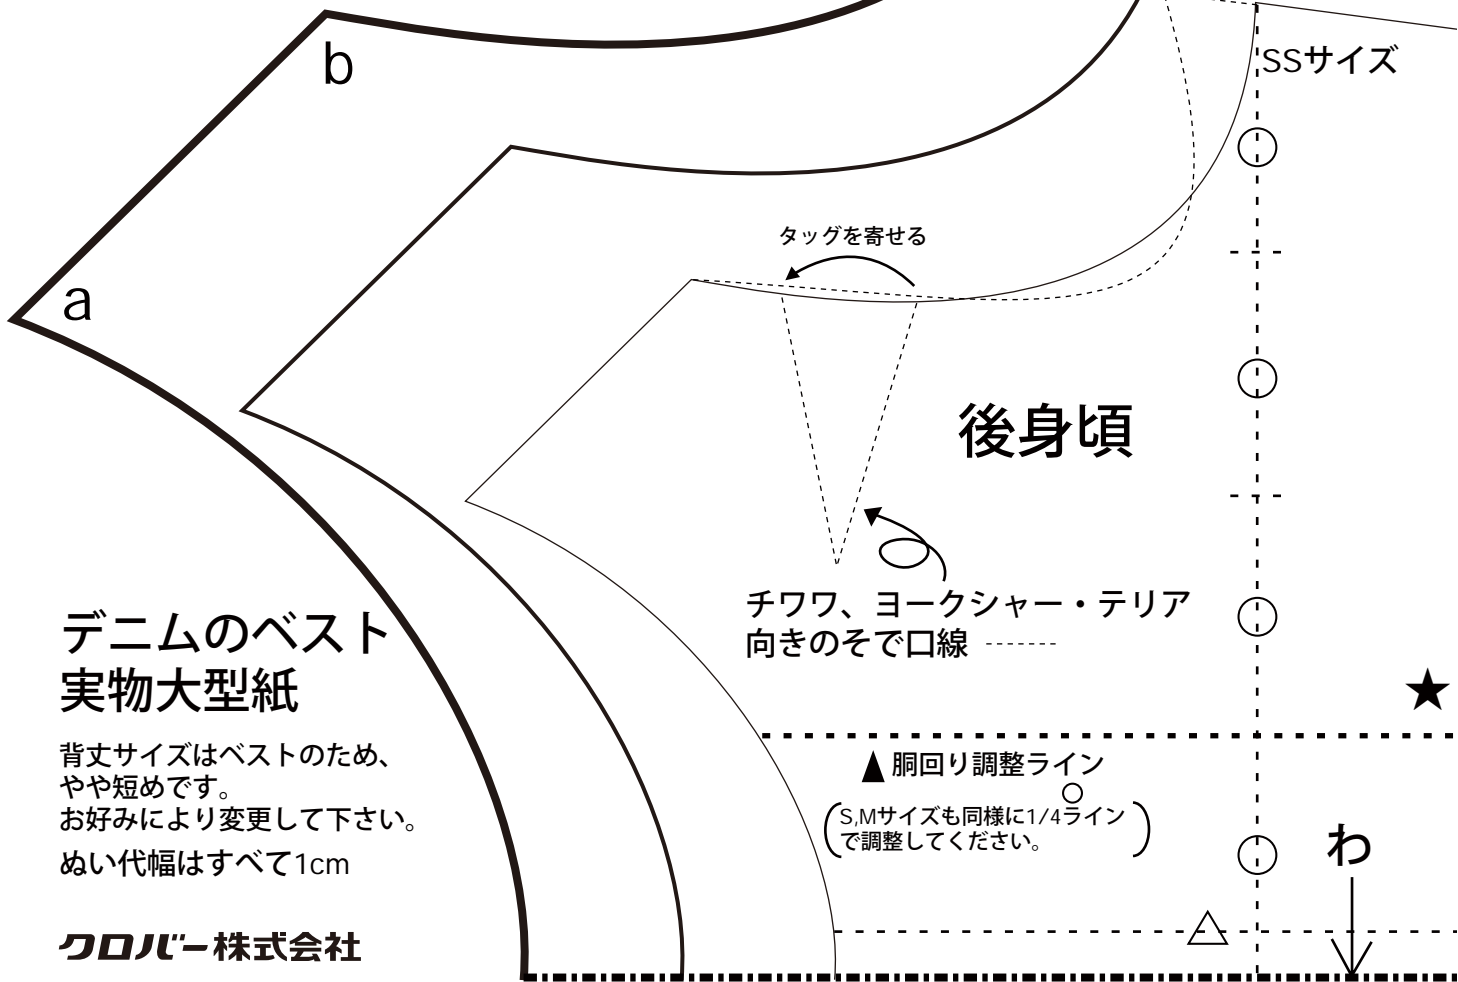 b
SSサイズ
タッグを寄せる
a
後身頃
チワワ、ヨークシャー・テリア
向きのそで口線
デニムのベスト
実物大型紙
★
背丈サイズはベストのため、
やや短めです。
お好みにより変更して下さい。
ぬい代幅はすべて1cm
▲ 胴回り調整ライン
(S,Mサイズも同様に1/4ライン
で調整してください。)
わ
クロバー株式会社